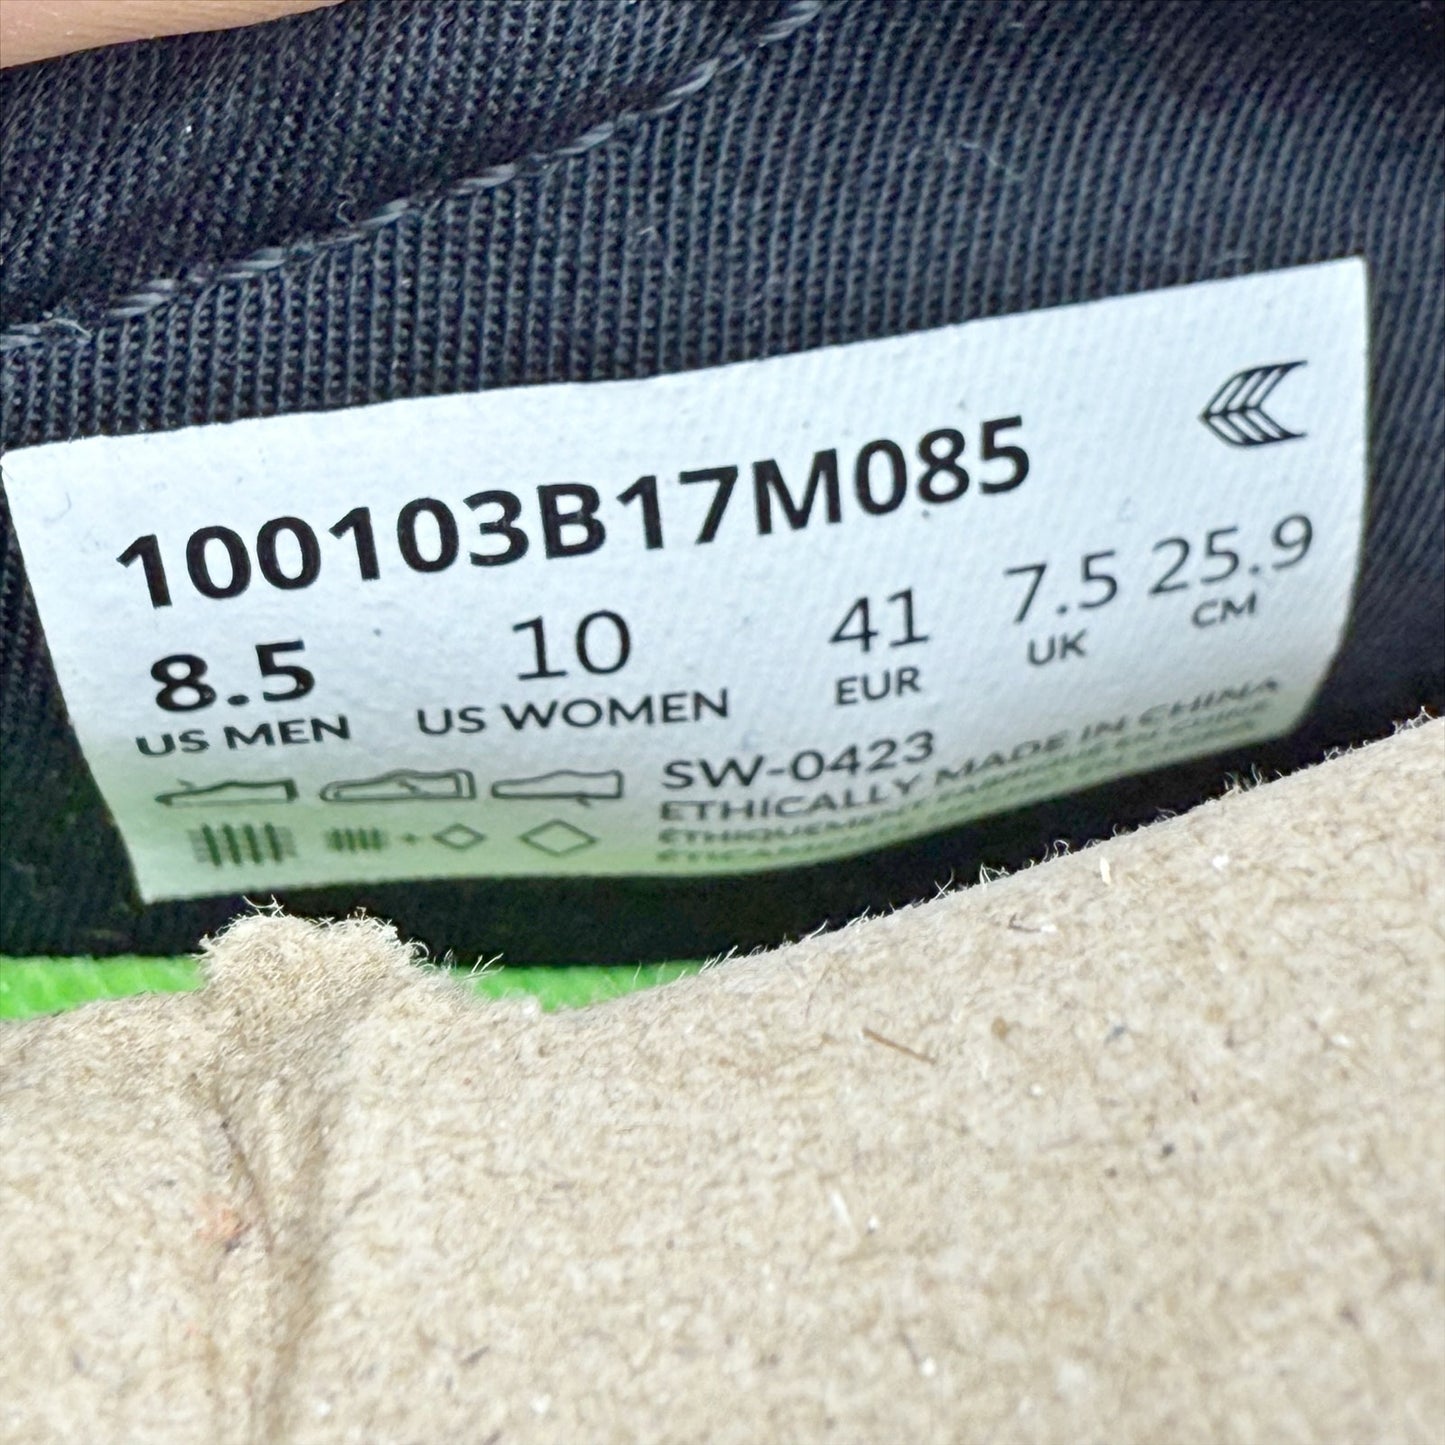 100103B17M085
8.5 10 41 7.5 25.9
US MEN US WOMEN EUR UK CM
SW-0423
ETHICALLY MADE IN CHINA